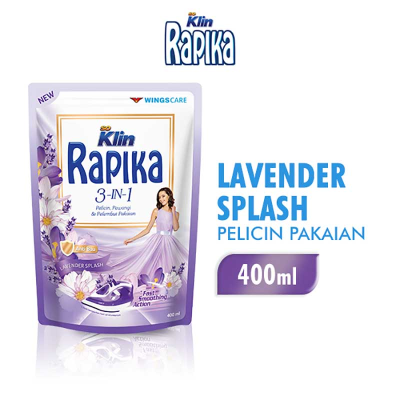 So Klin
RAPIKA
NEW
WINGSCARE
So Klin
RAPIKA
3-IN-1
Pelicin, Pewangi
& Pelembut Pakaian
LAVENDER SPLASH
Fast
Smoothing
Action
400 ml
LAVENDER
SPLASH
PELICIN PAKAIAN
400ml